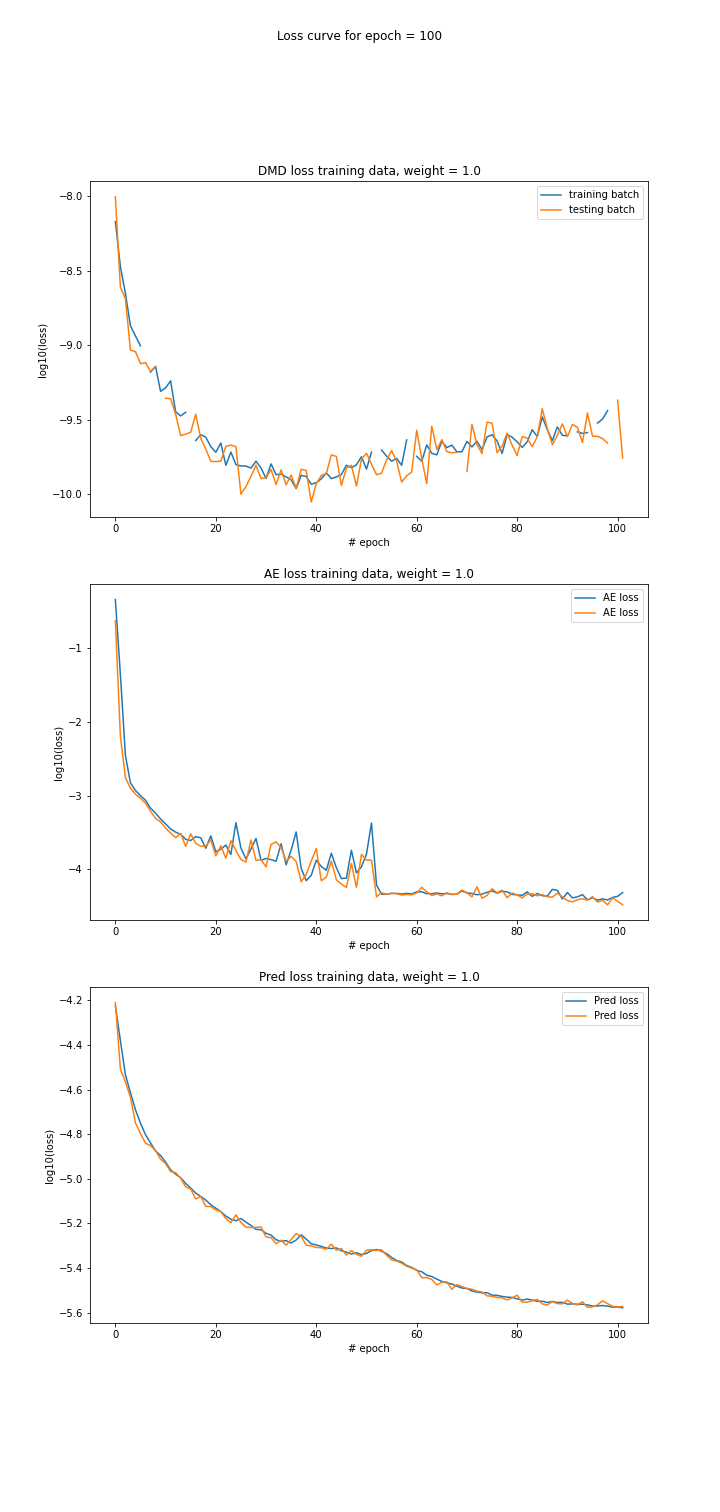 Loss curve for epoch = 100
DMD loss training data, weight = 1.0
training batch
testing batch
log10(loss)
−8.0
−8.5
−9.0
−9.5
−10.0
0 20 40 60 80 100
# epoch
AE loss training data, weight = 1.0
AE loss
AE loss
log10(loss)
−1
−2
−3
−4
0 20 40 60 80 100
# epoch
Pred loss training data, weight = 1.0
Pred loss
Pred loss
log10(loss)
−4.2
−4.4
−4.6
−4.8
−5.0
−5.2
−5.4
−5.6
0 20 40 60 80 100
# epoch